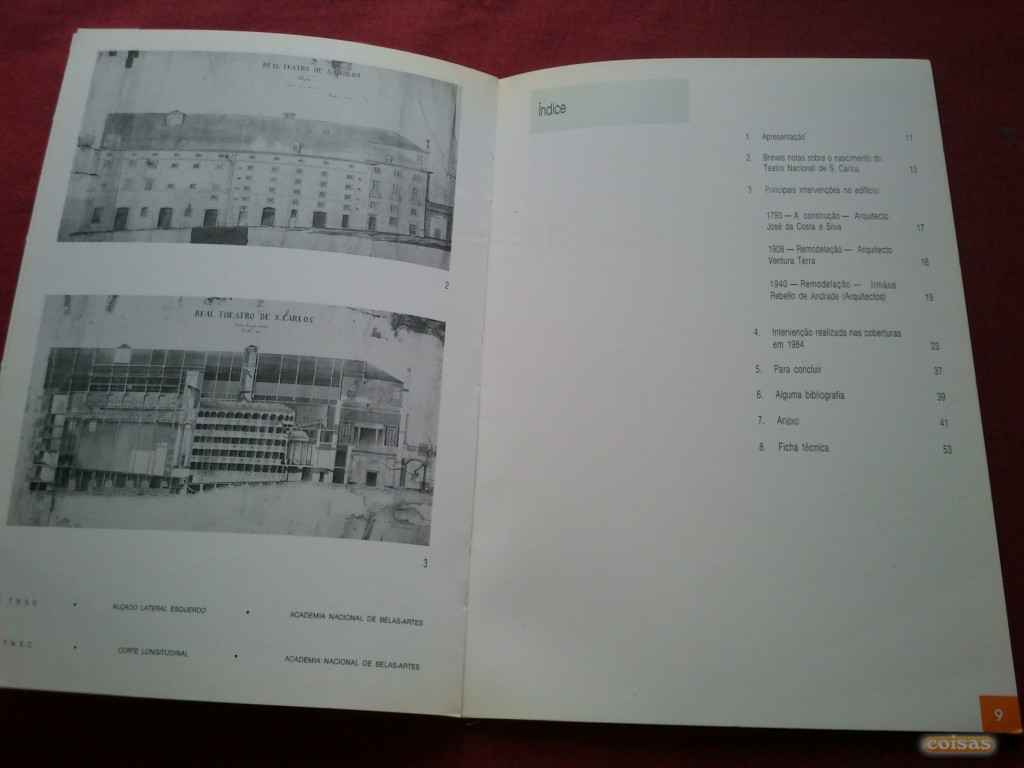 REAL TEATRO DE S. CARLOS
2
REAL THEATRO DE S. CARLOS.
3
TNSC • ALÇADO LATERAL ESQUERDO • ACADEMIA NACIONAL DE BELAS-ARTES
TNSC • CORTE LONGITUDINAL • ACADEMIA NACIONAL DE BELAS-ARTES
Índice
1. Apresentação 11
2. Breves notas sobre o nascimento do
Teatro Nacional de S. Carlos 13
3. Principais intervenções no edifício:
1793 — A construção — Arquitecto
José da Costa e Silva 17
1908 — Remodelação — Arquitecto
Ventura Terra 18
1940 — Remodelação — Irmãos
Rebello de Andrade (Arquitectos) 19
4. Intervenção realizada nas coberturas
em 1984 23
5. Para concluir 37
6. Alguma bibliografia 39
7. Anaxo 41
8. Ficha técnica 53
9
coisas